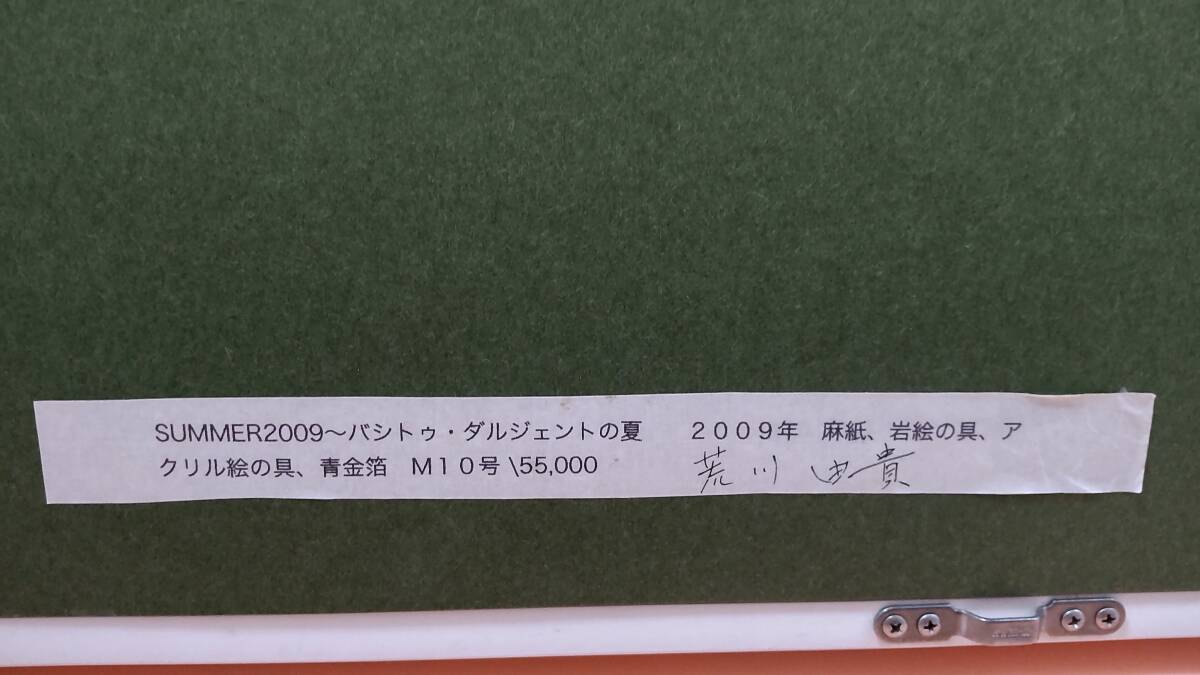 SUMMER2009〜バシトゥ・ダルジェントの夏　　２００９年　麻紙、岩絵の具、ア
クリル絵の具、青金箔　Ｍ１０号 \55,000
荒川 由貴